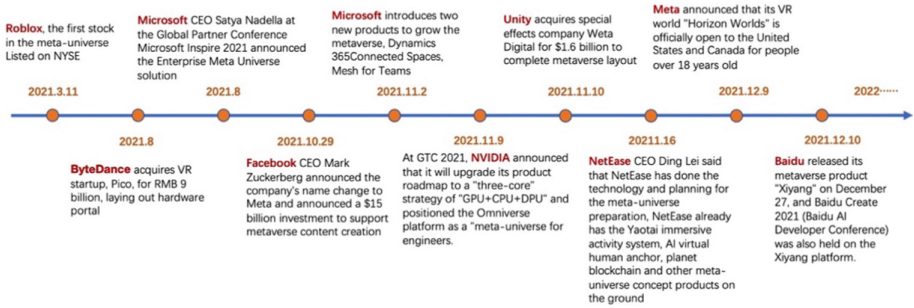 Roblox, the first stock
in the meta-universe
Listed on NYSE
2021.3.11
Microsoft CEO Satya Nadella at
the Global Partner Conference
Microsoft Inspire 2021 announced
the Enterprise Meta Universe
solution
2021.8
Microsoft introduces two
new products to grow the
metaverse, Dynamics
365Connected Spaces,
Mesh for Teams
2021.11.2
Unity acquires special
effects company Weta
Digital for $1.6 billion to
complete metaverse layout
2021.11.10
Meta announced that its VR
world "Horizon Worlds" is
officially open to the United
States and Canada for people
over 18 years old
2021.12.9
2022······
2021.8
ByteDance acquires VR
startup, Pico, for RMB 9
billion, laying out hardware
portal
2021.10.29
Facebook CEO Mark
Zuckerberg announced the
company's name change to
Meta and announced a $15
billion investment to support
metaverse content creation
2021.11.9
At GTC 2021, NVIDIA announced
that it will upgrade its product
roadmap to a "three-core"
strategy of "GPU+CPU+DPU" and
positioned the Omniverse
platform as a "meta-universe for
engineers.
20211.16
NetEase CEO Ding Lei said
that NetEase has done the
technology and planning for
the meta-universe
preparation, NetEase already
has the Yaotai immersive
activity system, AI virtual
human anchor, planet
blockchain and other meta-
universe concept products on
the ground
2021.12.10
Baidu released its
metaverse product
"Xiyang" on December
27, and Baidu Create
2021 (Baidu AI
Developer Conference)
was also held on the
Xiyang platform.